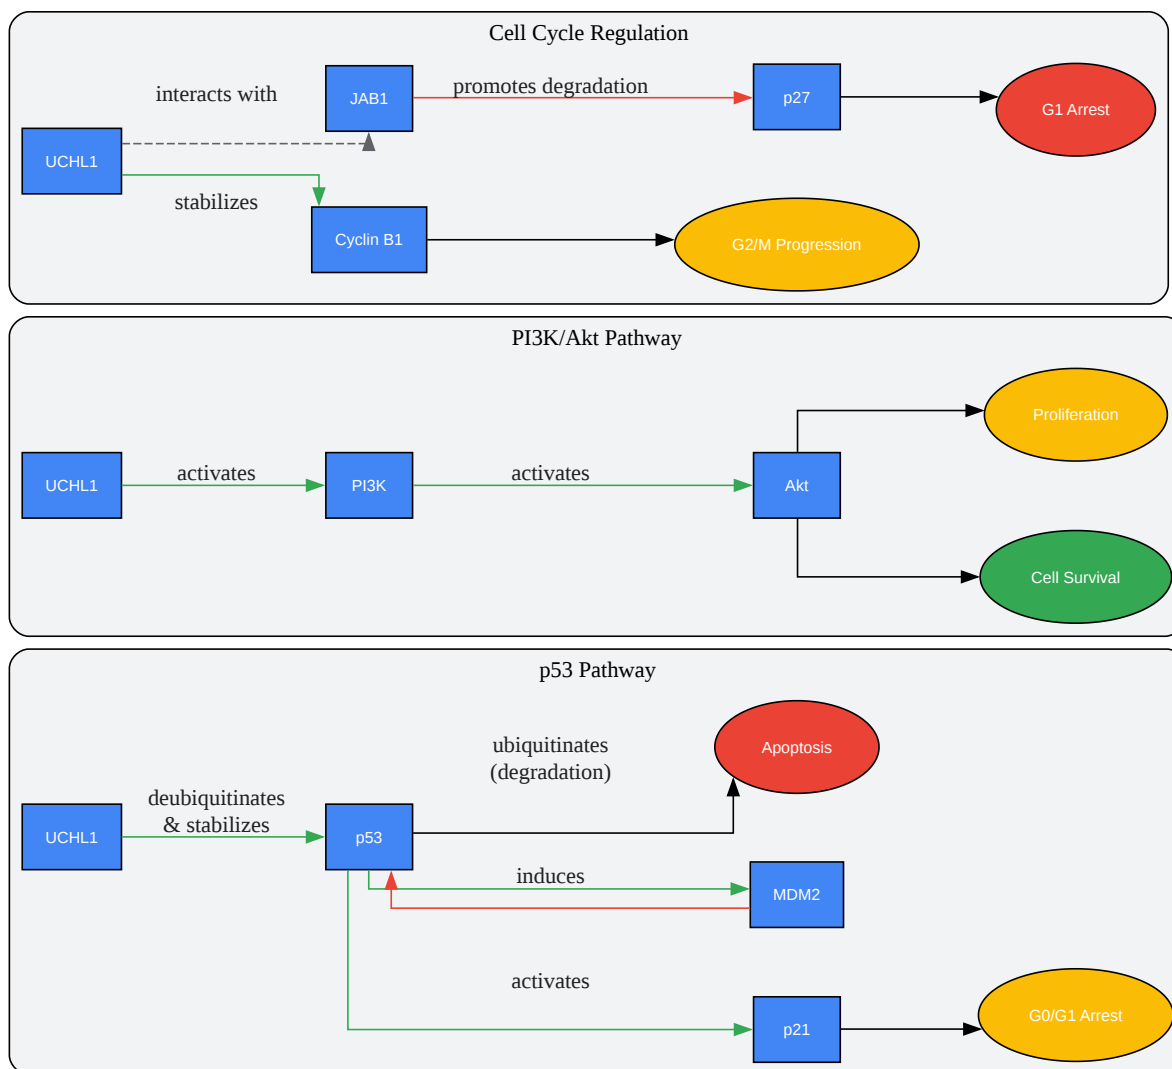 Cell Cycle Regulation
interacts with
JAB1
promotes degradation
p27
G1 Arrest
UCHL1
stabilizes
Cyclin B1
G2/M Progression
PI3K/Akt Pathway
Proliferation
UCHL1
activates
PI3K
activates
Akt
Cell Survival
p53 Pathway
ubiquitinates
(degradation)
Apoptosis
UCHL1
deubiquitinates
& stabilizes
p53
induces
MDM2
activates
p21
G0/G1 Arrest